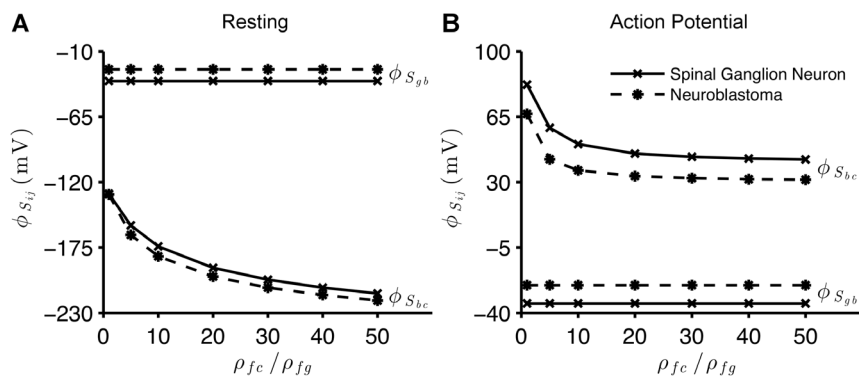 A
Resting
-10
-65
-120
-175
-230
ϕ S_ij (mV)
ϕ S_gb
ϕ S_bc
0 10 20 30 40 50
ρ_fc / ρ_fg
B
Action Potential
100
65
30
-5
-40
ϕ S_ij (mV)
Spinal Ganglion Neuron
Neuroblastoma
ϕ S_bc
ϕ S_gb
0 10 20 30 40 50
ρ_fc / ρ_fg